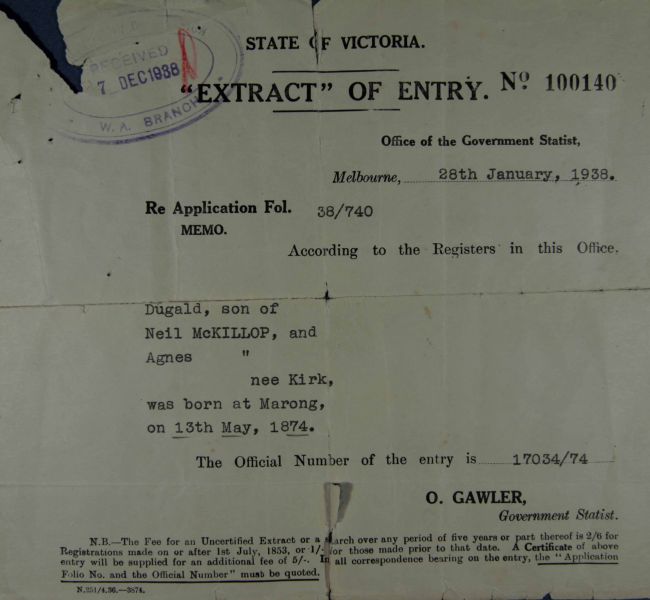 RECEIVED
7 DEC 1938
W. A. BRANCH
STATE OF VICTORIA.
"EXTRACT" OF ENTRY. No 100140
Office of the Government Statist,
Melbourne, 28th January, 1938.
Re Application Fol. 38/740
MEMO.
According to the Registers in this Office.
Dugald, son of
Neil McKILLOP, and
Agnes "
nee Kirk,
was born at Marong,
on 13th May, 1874.
The Official Number of the entry is 17034/74
O. GAWLER,
Government Statist.
N.B.—The Fee for an Uncertified Extract or a search over any period of five years or part thereof is 2/6 for
Registrations made on or after 1st July, 1853, or 1/- for those made prior to that date. A Certificate of above
entry will be supplied for an additional fee of 5/-. In all correspondence bearing on the entry, the "Application
Folio No. and the Official Number" must be quoted.
N.251/4.36.—3874.